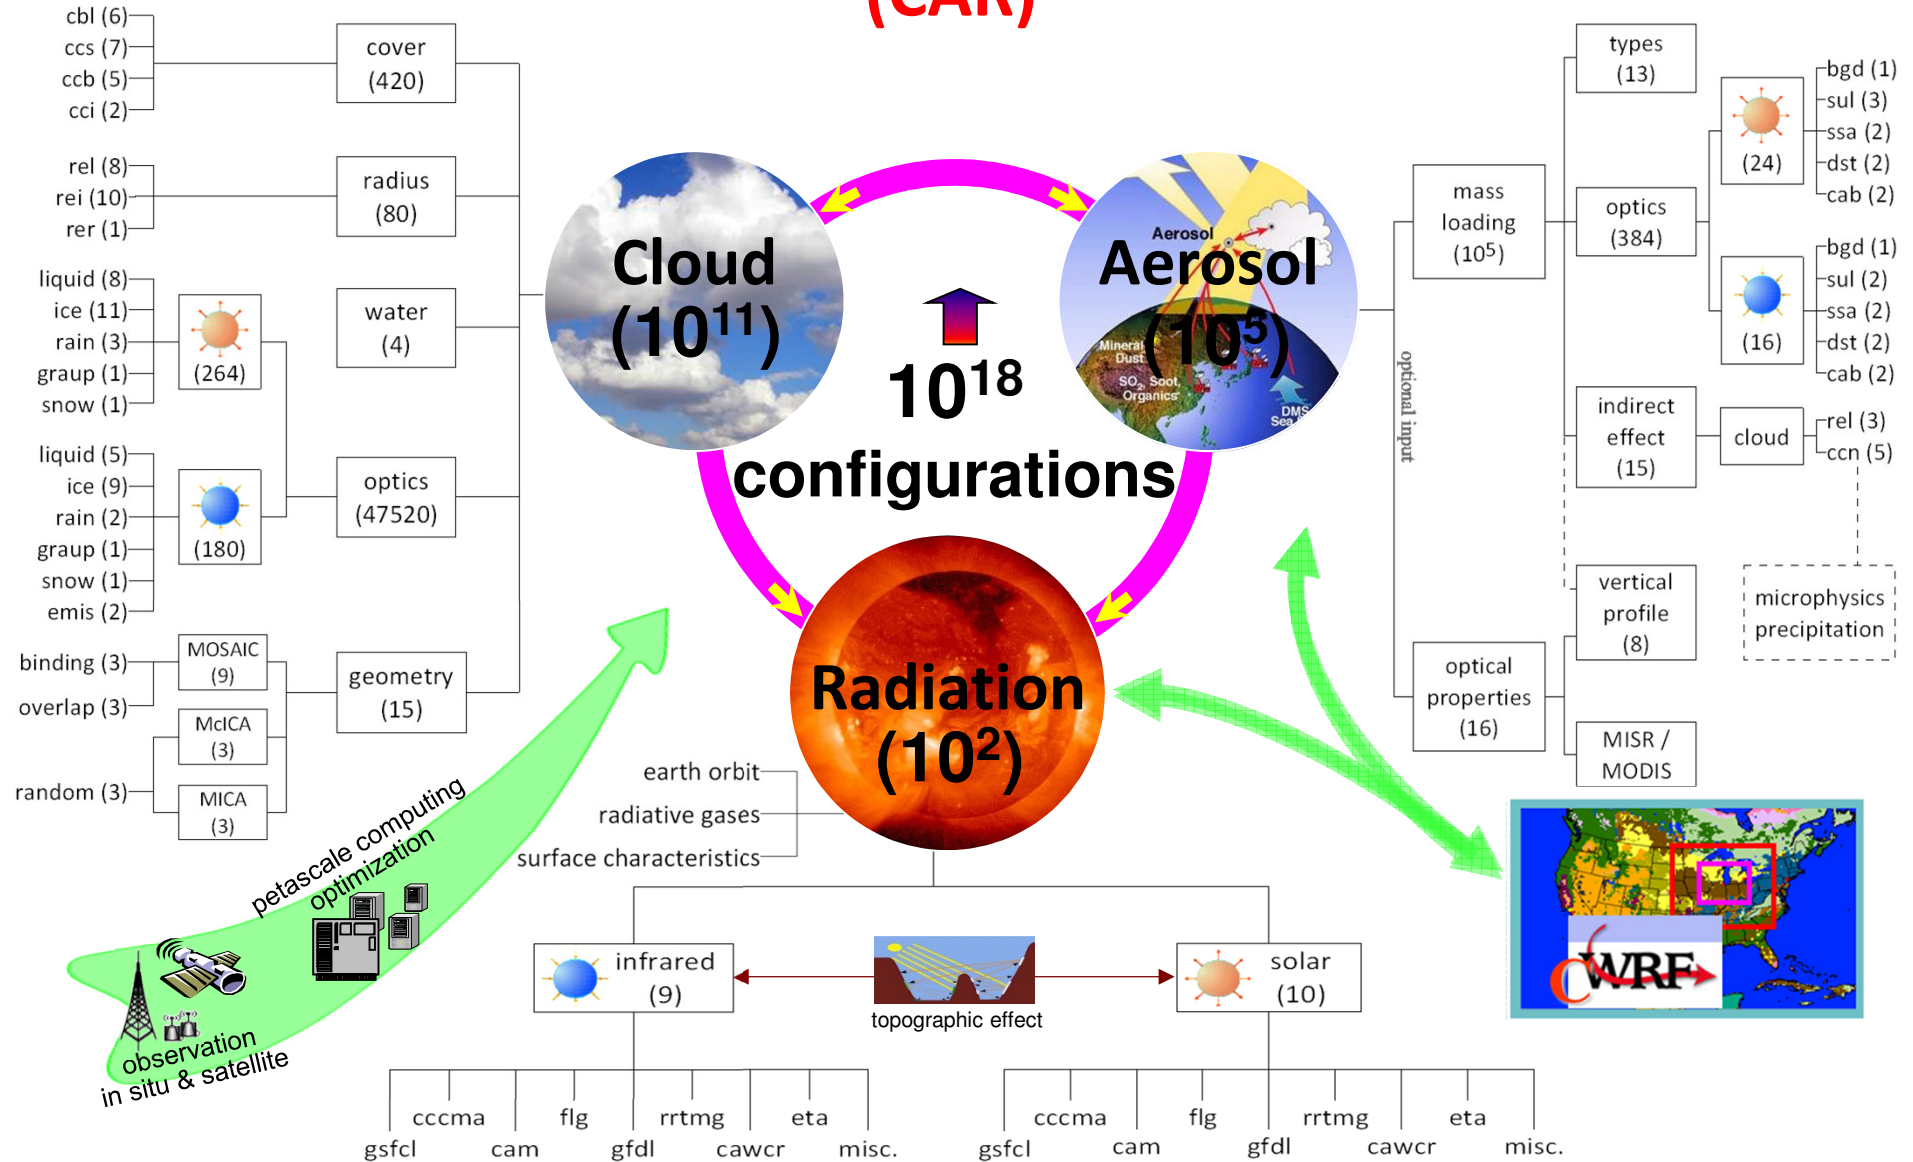 (CAR)
cbl (6)
ccs (7)
ccb (5)
cci (2)
cover
(420)
rel (8)
rei (10)
rer (1)
radius
(80)
liquid (8)
ice (11)
rain (3)
graup (1)
snow (1)
(264)
water
(4)
liquid (5)
ice (9)
rain (2)
graup (1)
snow (1)
emis (2)
(180)
optics
(47520)
binding (3)
overlap (3)
random (3)
MOSAIC
(9)
McICA
(3)
MICA
(3)
geometry
(15)
Cloud
(10¹¹)
Aerosol
Aerosol
(10⁵)
Mineral
Dust
SO₂, Soot,
Organics
DMS
Sea
10¹⁸
configurations
Radiation
(10²)
optional input
mass
loading
(10⁵)
types
(13)
optics
(384)
(24)
bgd (1)
sul (3)
ssa (2)
dst (2)
cab (2)
(16)
bgd (1)
sul (2)
ssa (2)
dst (2)
cab (2)
indirect
effect
(15)
cloud
rel (3)
ccn (5)
microphysics
precipitation
vertical
profile
(8)
optical
properties
(16)
MISR /
MODIS
petascale computing
optimization
observation
in situ & satellite
earth orbit
radiative gases
surface characteristics
infrared
(9)
topographic effect
solar
(10)
CWRF
cccma
flg
rrtmg
eta
gsfcl
cam
gfdl
cawcr
misc.
cccma
flg
rrtmg
eta
gsfcl
cam
gfdl
cawcr
misc.